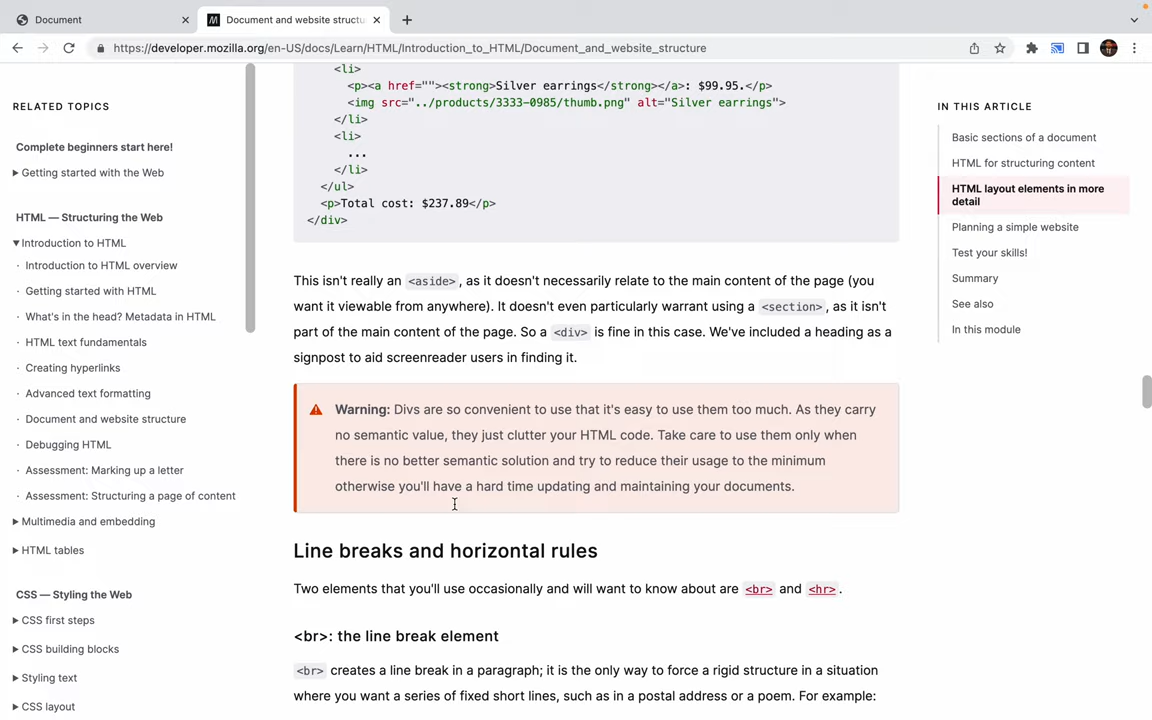 Document
Document and website structu
https://developer.mozilla.org/en-US/docs/Learn/HTML/Introduction_to_HTML/Document_and_website_structure
RELATED TOPICS
Complete beginners start here!
Getting started with the Web
HTML — Structuring the Web
Introduction to HTML
Introduction to HTML overview
Getting started with HTML
What's in the head? Metadata in HTML
HTML text fundamentals
Creating hyperlinks
Advanced text formatting
Document and website structure
Debugging HTML
Assessment: Marking up a letter
Assessment: Structuring a page of content
Multimedia and embedding
HTML tables
CSS — Styling the Web
CSS first steps
CSS building blocks
Styling text
CSS layout
<li>
<p><a href=""><strong>Silver earrings</strong></a>: $99.95.</p>
<img src="../products/3333-0985/thumb.png" alt="Silver earrings">
</li>
<li>
...
</li>
</ul>
<p>Total cost: $237.89</p>
</div>
This isn't really an <aside>, as it doesn't necessarily relate to the main content of the page (you
want it viewable from anywhere). It doesn't even particularly warrant using a <section>, as it isn't
part of the main content of the page. So a <div> is fine in this case. We've included a heading as a
signpost to aid screenreader users in finding it.
Warning: Divs are so convenient to use that it's easy to use them too much. As they carry
no semantic value, they just clutter your HTML code. Take care to use them only when
there is no better semantic solution and try to reduce their usage to the minimum
otherwise you'll have a hard time updating and maintaining your documents.
Line breaks and horizontal rules
Two elements that you'll use occasionally and will want to know about are <br> and <hr>.
<br>: the line break element
<br> creates a line break in a paragraph; it is the only way to force a rigid structure in a situation
where you want a series of fixed short lines, such as in a postal address or a poem. For example:
IN THIS ARTICLE
Basic sections of a document
HTML for structuring content
HTML layout elements in more
detail
Planning a simple website
Test your skills!
Summary
See also
In this module